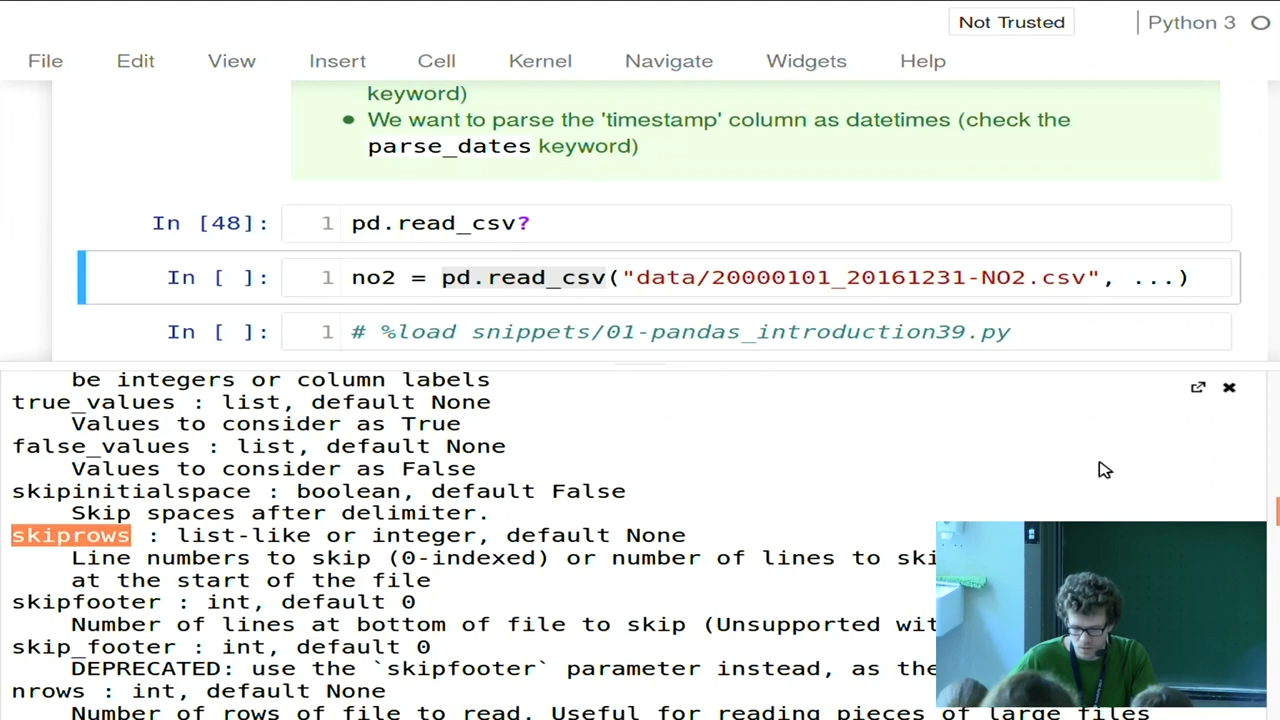 Not Trusted
Python 3
File Edit View Insert Cell Kernel Navigate Widgets Help
keyword)
We want to parse the 'timestamp' column as datetimes (check the
parse_dates keyword)
In [48]: 1 pd.read_csv?
In [ ]: 1 no2 = pd.read_csv("data/20000101_20161231-NO2.csv", ...)
In [ ]: 1 # %load snippets/01-pandas_introduction39.py
be integers or column labels
true_values : list, default None
Values to consider as True
false_values : list, default None
Values to consider as False
skipinitialspace : boolean, default False
Skip spaces after delimiter.
skiprows : list-like or integer, default None
Line numbers to skip (0-indexed) or number of lines to ski
at the start of the file
skipfooter : int, default 0
Number of lines at bottom of file to skip (Unsupported wit
skip_footer : int, default 0
DEPRECATED: use the `skipfooter` parameter instead, as the
nrows : int, default None
Number of rows of file to read. Useful for reading pieces of large files